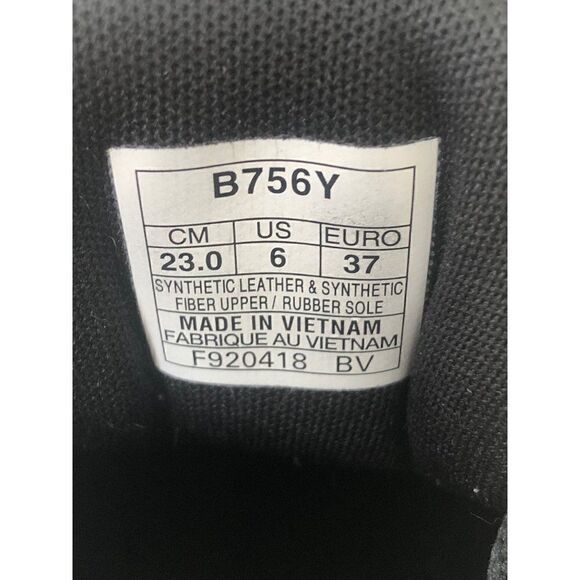 B756Y
CM US EURO
23.0 6 37
SYNTHETIC LEATHER & SYNTHETIC
FIBER UPPER / RUBBER SOLE
MADE IN VIETNAM
FABRIQUE AU VIETNAM
F920418 BV